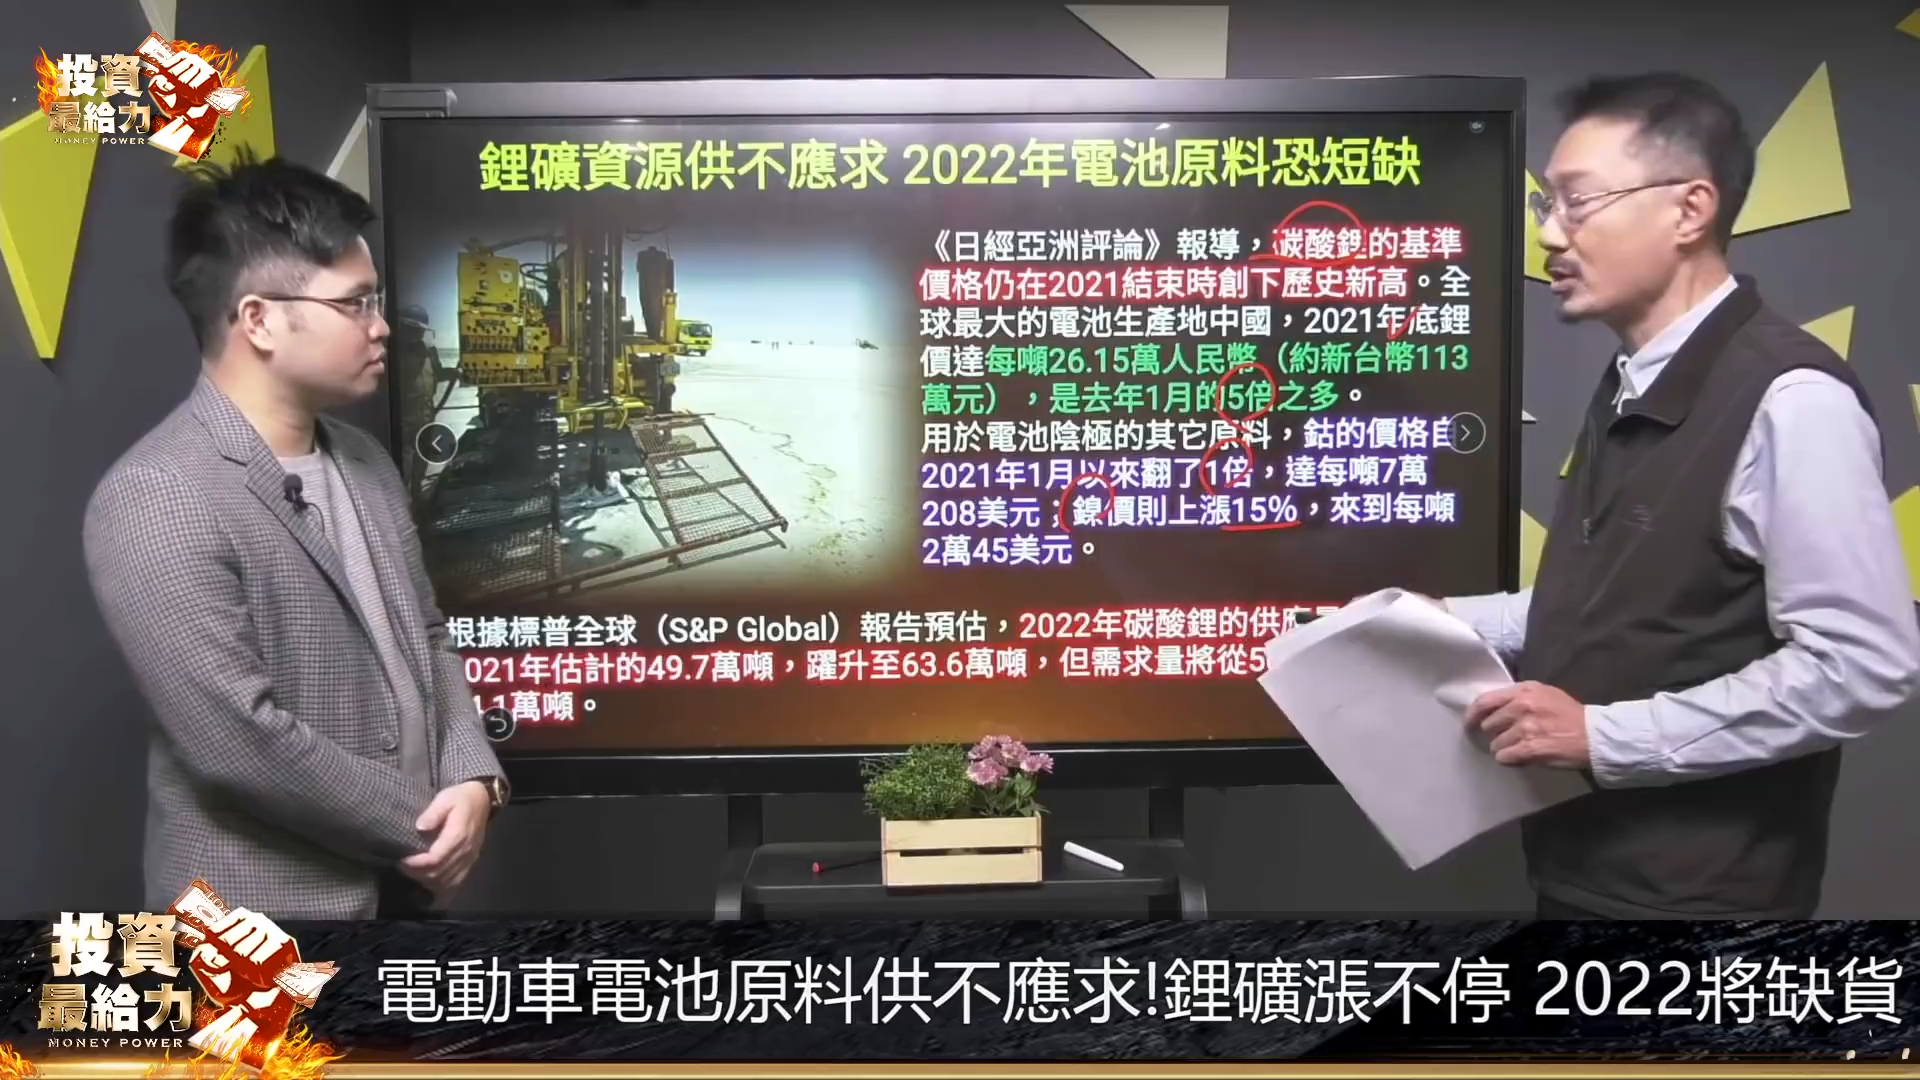 投資
最給力
MONEY POWER
鋰礦資源供不應求 2022年電池原料恐短缺
《日經亞洲評論》報導，碳酸鋰的基準
價格仍在2021結束時創下歷史新高。全
球最大的電池生產地中國，2021年底鋰
價達每噸26.15萬人民幣（約新台幣113
萬元），是去年1月的5倍之多。
用於電池陰極的其它原料，鈷的價格自
2021年1月以來翻了1倍，達每噸7萬
208美元；鎳價則上漲15%，來到每噸
2萬45美元。
根據標普全球（S&P Global）報告預估，2022年碳酸鋰的供應
021年估計的49.7萬噸，躍升至63.6萬噸，但需求量將從5
.1萬噸。
投資
最給力
MONEY POWER
電動車電池原料供不應求!鋰礦漲不停 2022將缺貨